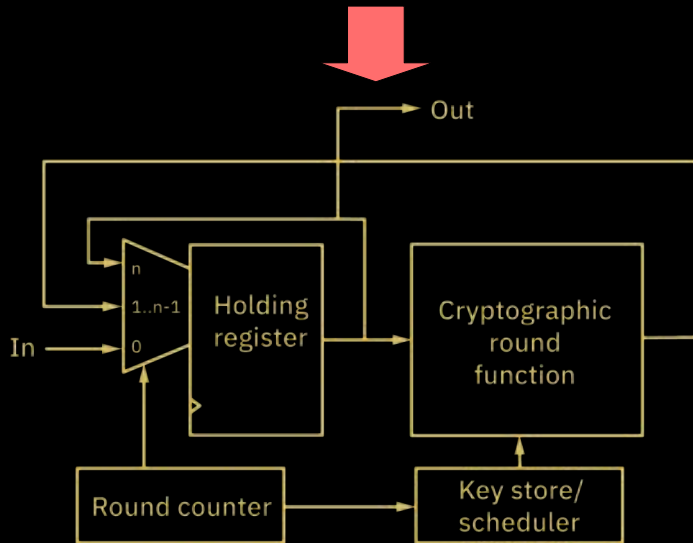 Out
n
1..n-1
In
0
Holding
register
Cryptographic
round
function
Round counter
Key store/
scheduler